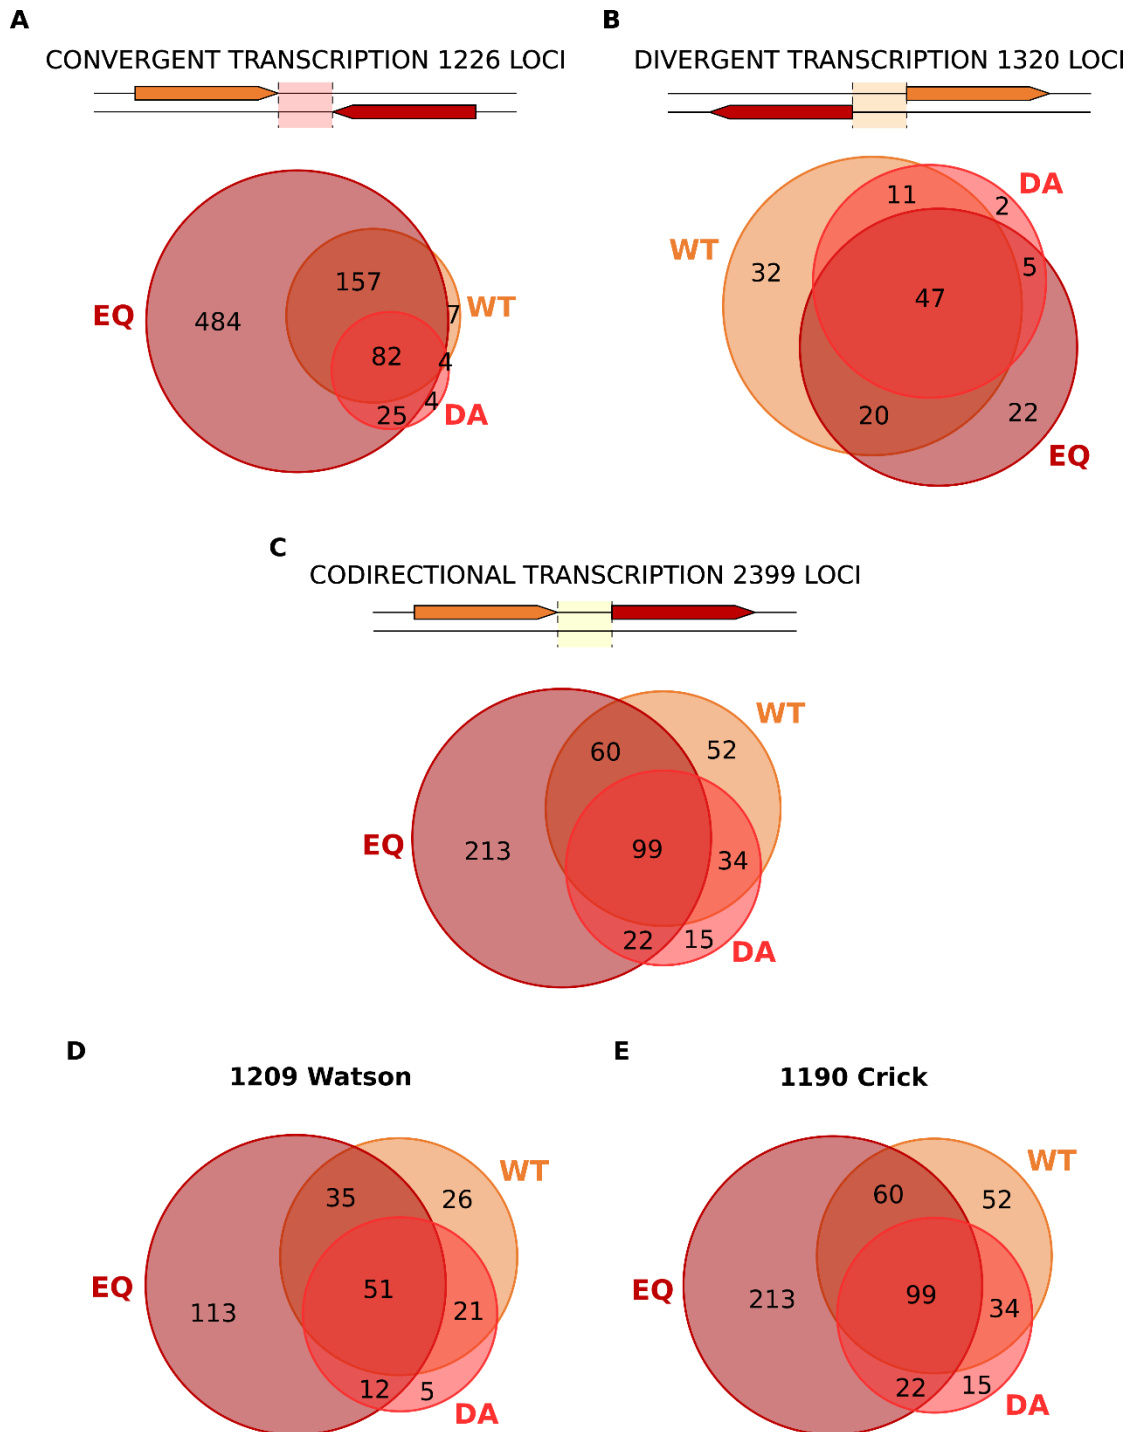 A
CONVERGENT TRANSCRIPTION 1226 LOCI
EQ
484
157
7
WT
82
4
4
25
DA
B
DIVERGENT TRANSCRIPTION 1320 LOCI
WT
32
11
DA
2
5
47
20
22
EQ
C
CODIRECTIONAL TRANSCRIPTION 2399 LOCI
WT
60
52
EQ
213
99
34
22
15
DA
D
1209 Watson
WT
35
26
EQ
113
51
21
12
5
DA
E
1190 Crick
WT
60
52
EQ
213
99
34
22
15
DA